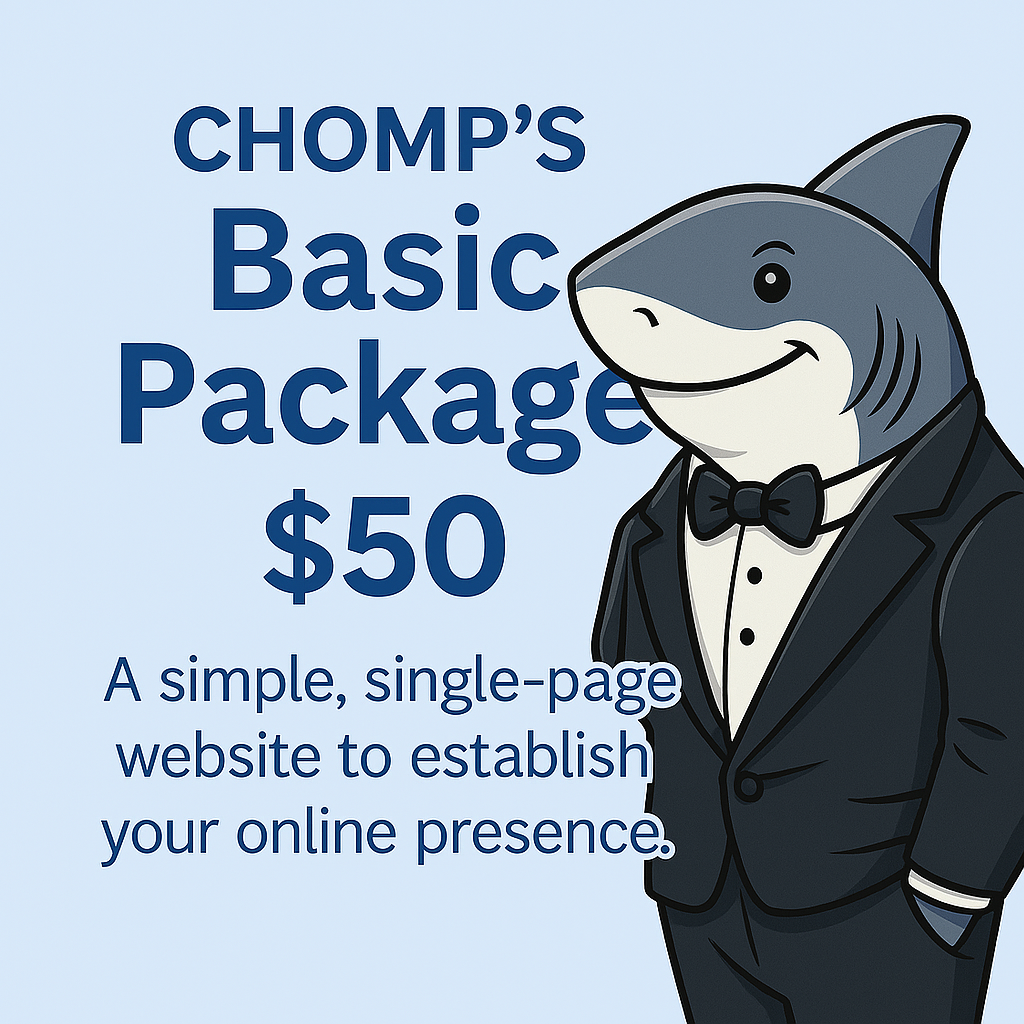 CHOMP’S
Basic
Package
$50
A simple, single-page
website to establish
your online presence.